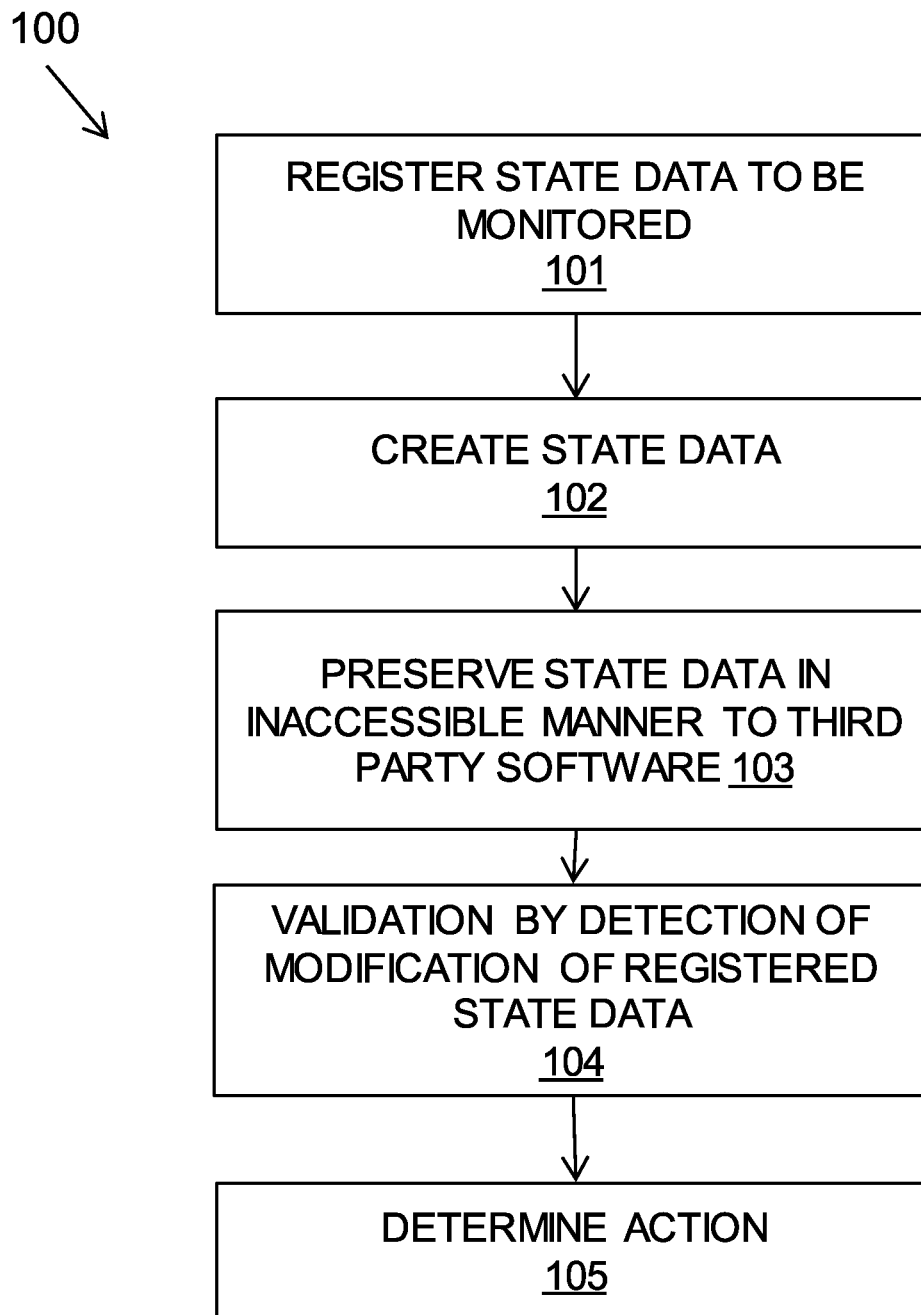 100
REGISTER STATE DATA TO BE
MONITORED
101
CREATE STATE DATA
102
PRESERVE STATE DATA IN
INACCESSIBLE MANNER TO THIRD
PARTY SOFTWARE 103
VALIDATION BY DETECTION OF
MODIFICATION OF REGISTERED
STATE DATA
104
DETERMINE ACTION
105